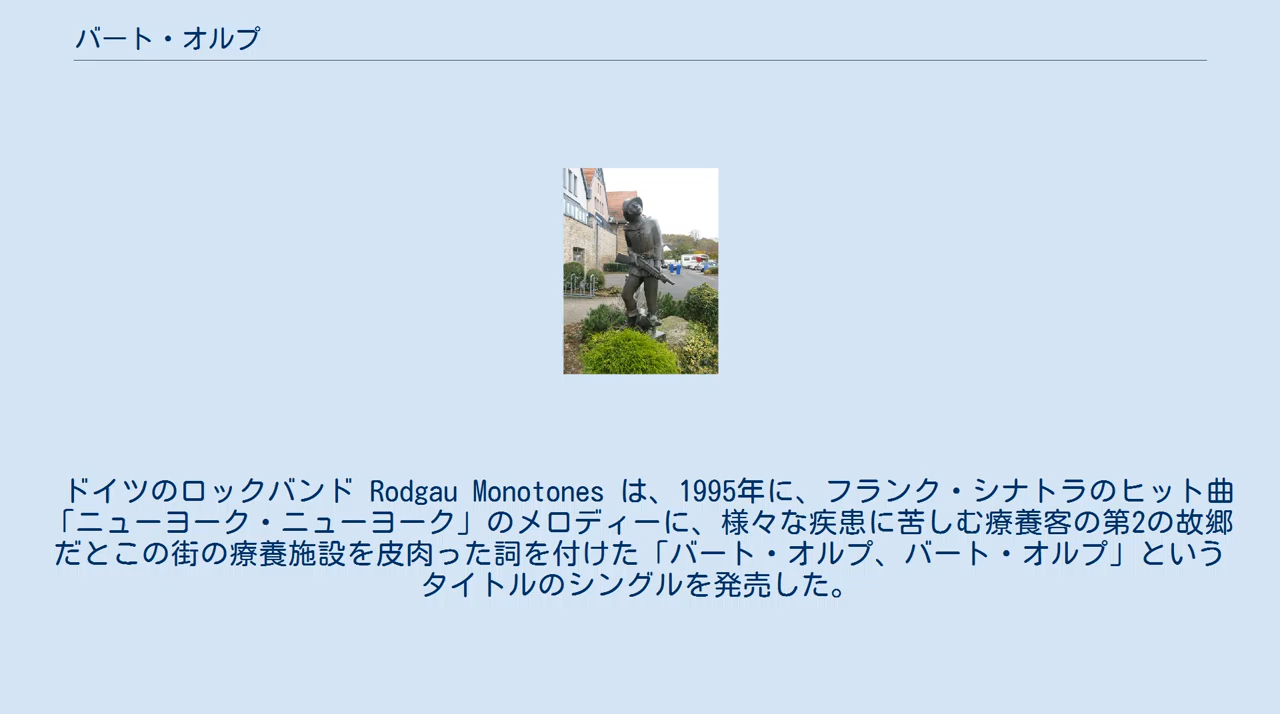 バート・オルプ
ドイツのロックバンド Rodgau Monotones は、1995年に、フランク・シナトラのヒット曲
「ニューヨーク・ニューヨーク」のメロディーに、様々な疾患に苦しむ療養客の第2の故郷
だとこの街の療養施設を皮肉った詞を付けた「バート・オルプ、バート・オルプ」という
タイトルのシングルを発売した。